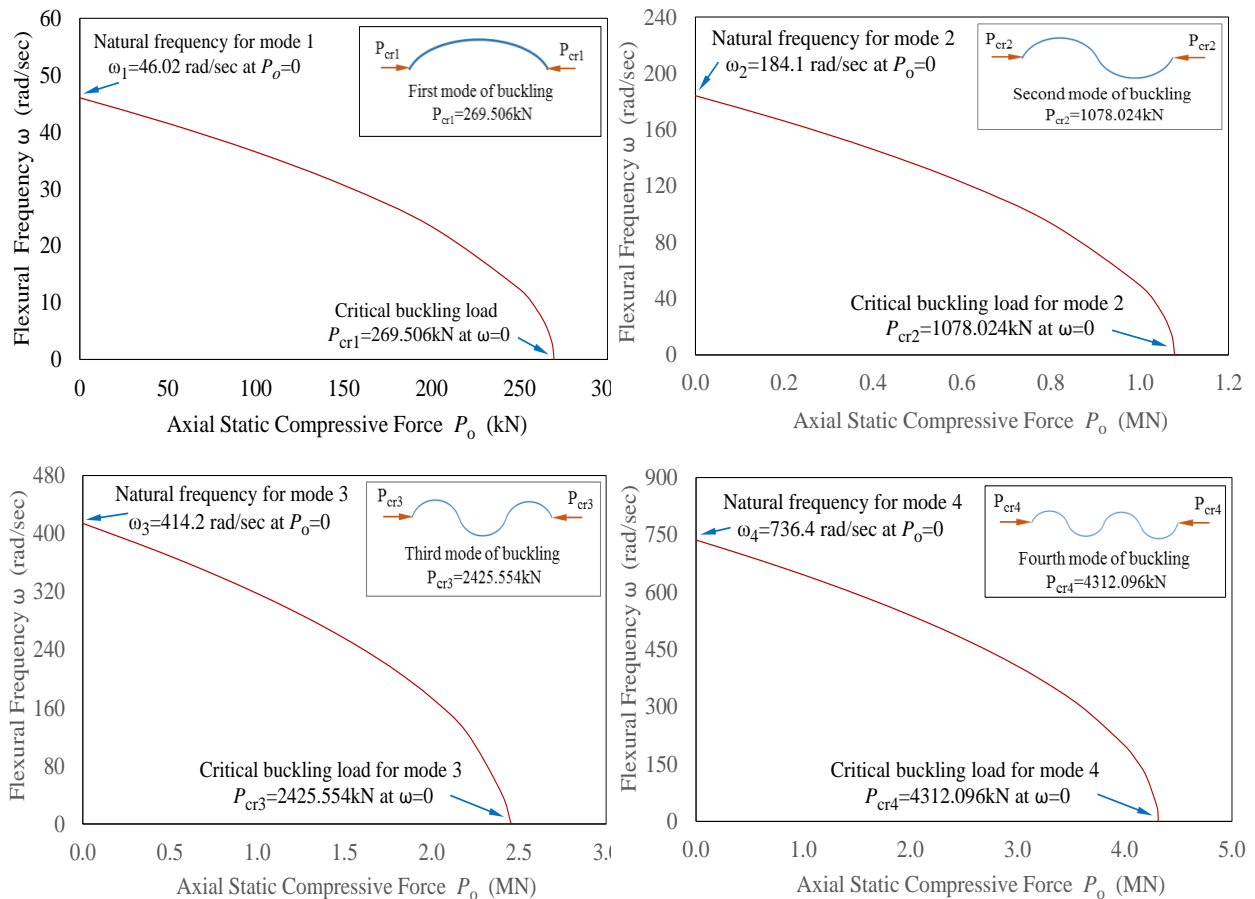 60
50
40
30
20
10
0
Flexural Frequency ω (rad/sec)
Natural frequency for mode 1
ω1=46.02 rad/sec at Po=0
Pcr1
Pcr1
First mode of buckling
Pcr1=269.506kN
Critical buckling load
Pcr1=269.506kN at ω=0
0 50 100 150 200 250 30
Axial Static Compressive Force Po (kN)
240
200
160
120
80
40
0
Flexural Frequency ω (rad/sec)
Natural frequency for mode 2
ω2=184.1 rad/sec at Po=0
Pcr2
Pcr2
Second mode of buckling
Pcr2=1078.024kN
Critical buckling load for mode 2
Pcr2=1078.024kN at ω=0
0.0 0.2 0.4 0.6 0.8 1.0 1.2
Axial Static Compressive Force Po (MN)
480
400
320
240
160
80
0
Flexural Frequency ω (rad/sec)
Natural frequency for mode 3
ω3=414.2 rad/sec at Po=0
Pcr3
Pcr3
Third mode of buckling
Pcr3=2425.554kN
Critical buckling load for mode 3
Pcr3=2425.554kN at ω=0
0.0 0.5 1.0 1.5 2.0 2.5 3.0
Axial Static Compressive Force Po (MN)
900
750
600
450
300
150
0
Flexural Frequency ω (rad/sec)
Natural frequency for mode 4
ω4=736.4 rad/sec at Po=0
Pcr4
Pcr4
Fourth mode of buckling
Pcr4=4312.096kN
Critical buckling load for mode 4
Pcr4=4312.096kN at ω=0
0.0 1.0 2.0 3.0 4.0 5.0
Axial Static Compressive Force Po (MN)